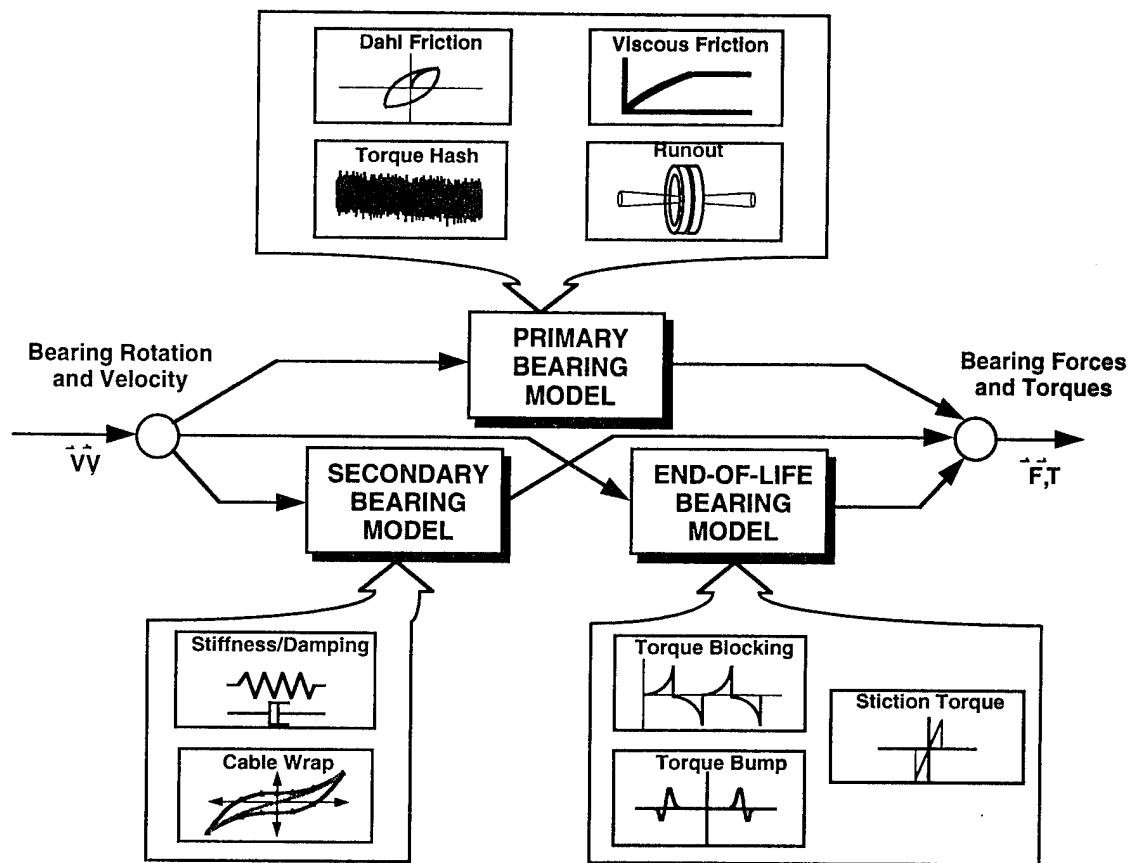 Dahl Friction
Viscous Friction
Torque Hash
Runout
PRIMARY
BEARING
MODEL
Bearing Rotation
and Velocity
Bearing Forces
and Torques
V̄v̄
F̄,T̄
SECONDARY
BEARING
MODEL
END-OF-LIFE
BEARING
MODEL
Stiffness/Damping
Cable Wrap
Torque Blocking
Torque Bump
Stiction Torque